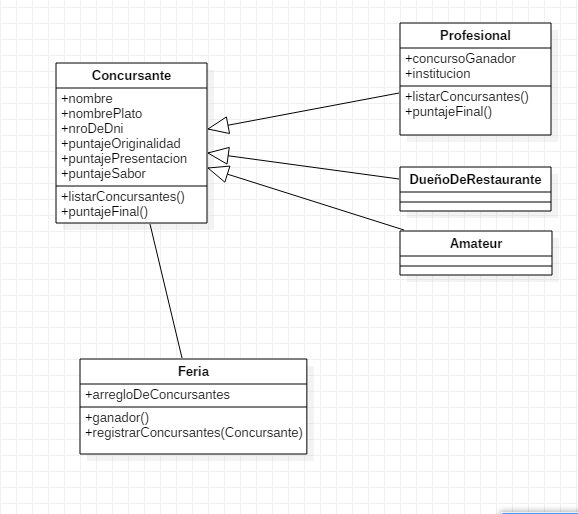 Concursante
+nombre
+nombrePlato
+nroDeDni
+puntajeOriginalidad
+puntajePresentacion
+puntajeSabor
+listarConcursantes()
+puntajeFinal()
Profesional
+concursoGanador
+institucion
+listarConcursantes()
+puntajeFinal()
DueñoDeRestaurante
Amateur
Feria
+arregloDeConcursantes
+ganador()
+registrarConcursantes(Concursante)